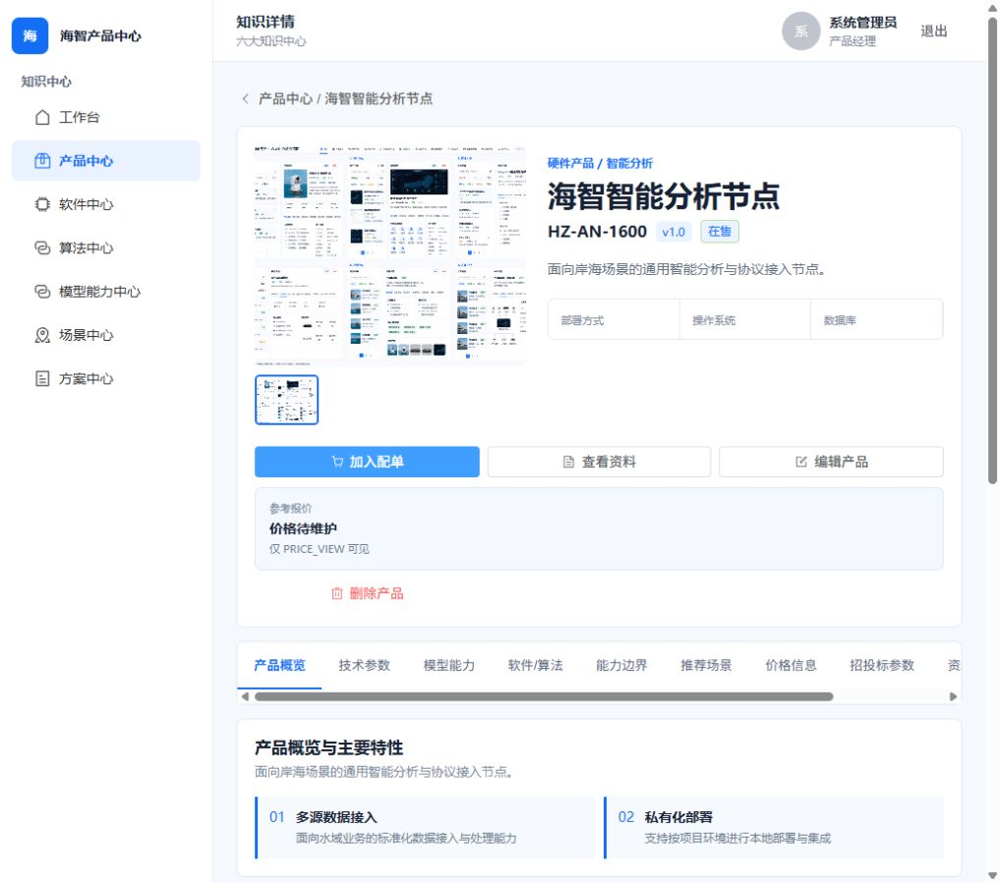 海
海智产品中心
知识中心
工作台
产品中心
软件中心
算法中心
模型能力中心
场景中心
方案中心
知识详情
六大知识中心
系
系统管理员
产品经理
退出
产品中心 / 海智智能分析节点
硬件产品 / 智能分析
海智智能分析节点
HZ-AN-1600 v1.0 在售
面向岸海场景的通用智能分析与协议接入节点。
部署方式 操作系统 数据库
加入配单 查看资料 编辑产品
参考报价
价格待维护
仅 PRICE_VIEW 可见
删除产品
产品概览 技术参数 模型能力 软件/算法 能力边界 推荐场景 价格信息 招投标参数 资
产品概览与主要特性
面向岸海场景的通用智能分析与协议接入节点。
01 多源数据接入
面向水域业务的标准化数据接入与处理能力
02 私有化部署
支持按项目环境进行本地部署与集成